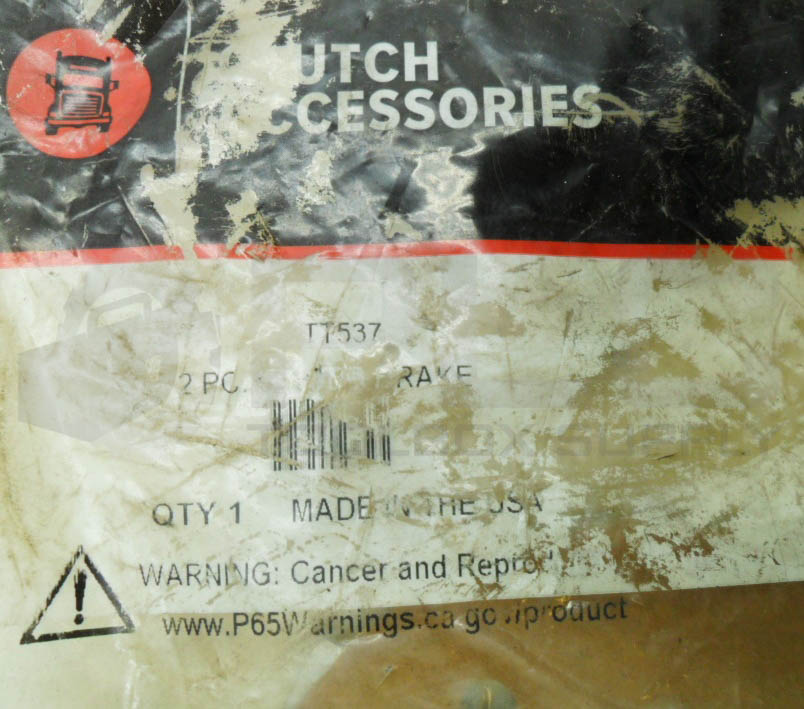 UTCH
CCESSORIES
TT537
2 PC. RAKE
QTY 1 MADE IN THE USA
WARNING: Cancer and Repro
www.P65Warnings.ca.gov/product